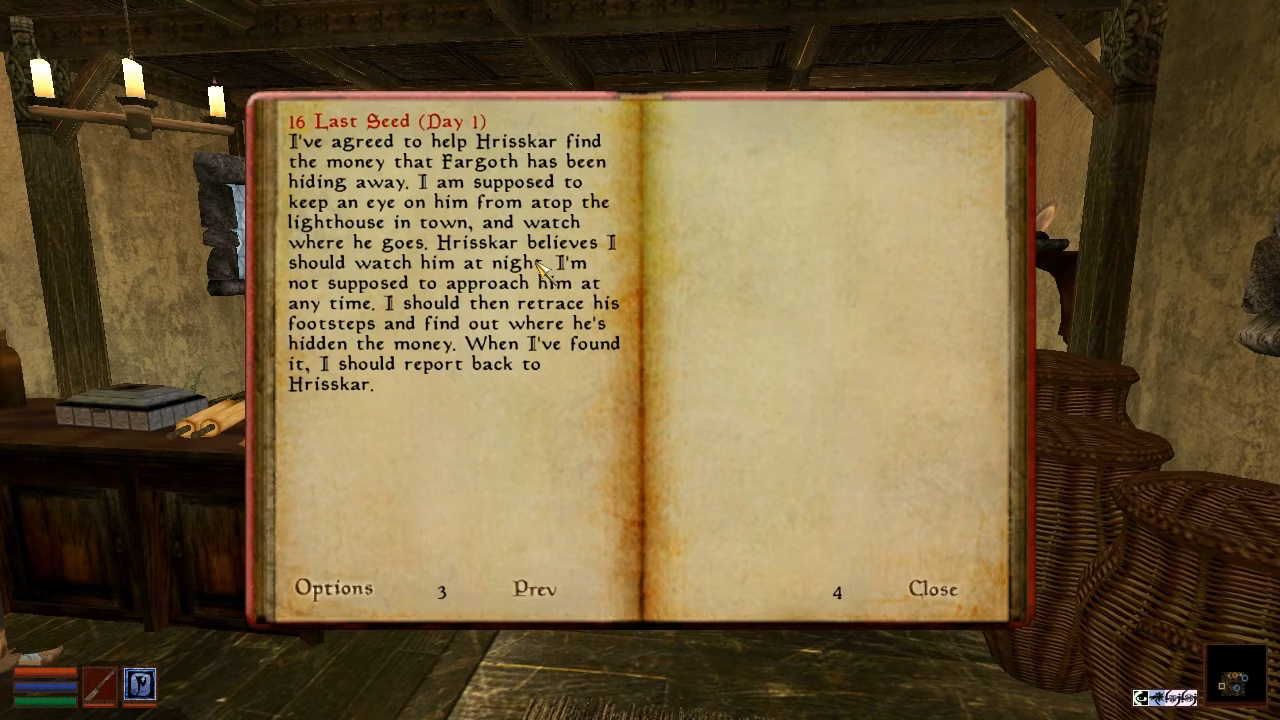 16 Last Seed (Day 1)
I've agreed to help Hrisskar find
the money that Fargoth has been
hiding away. I am supposed to
keep an eye on him from atop the
lighthouse in town, and watch
where he goes. Hrisskar believes I
should watch him at night. I'm
not supposed to approach him at
any time. I should then retrace his
footsteps and find out where he's
hidden the money. When I've found
it, I should report back to
Hrisskar.
Options 3 Prev 4 Close